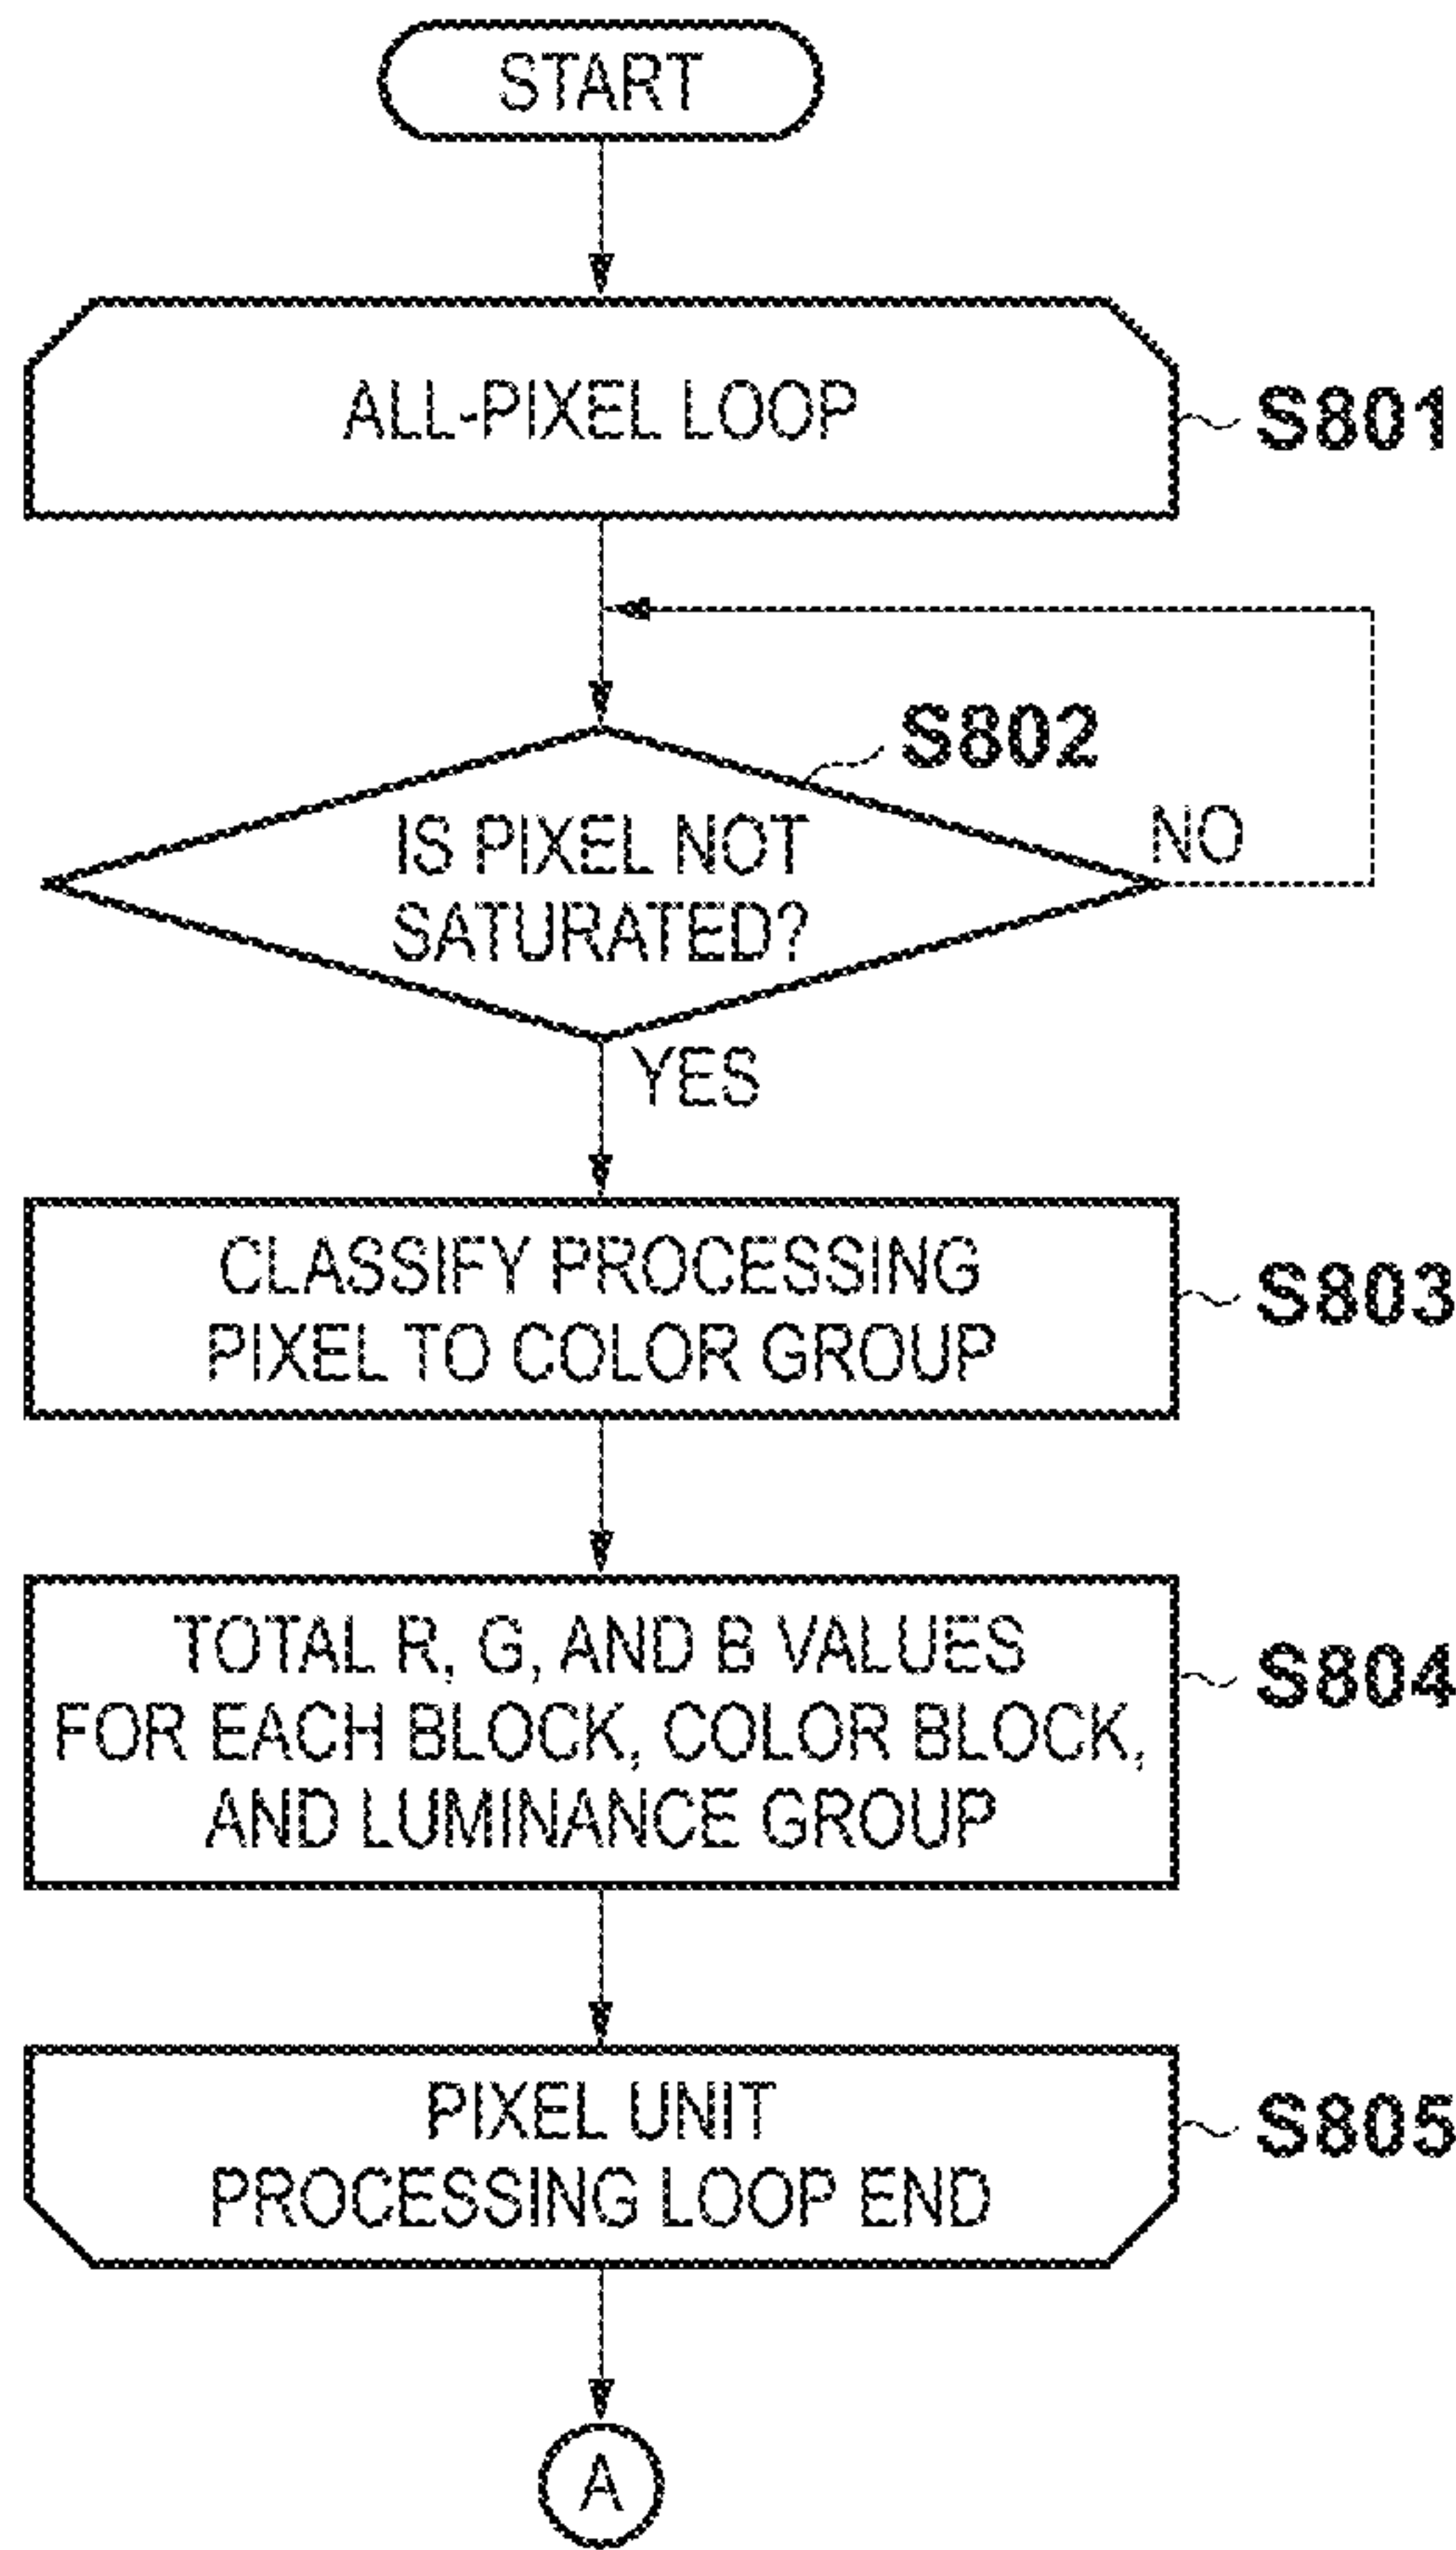 START
ALL-PIXEL LOOP
S801
S802
IS PIXEL NOT
SATURATED?
NO
YES
CLASSIFY PROCESSING
PIXEL TO COLOR GROUP
S803
TOTAL R, G, AND B VALUES
FOR EACH BLOCK, COLOR BLOCK,
AND LUMINANCE GROUP
S804
PIXEL UNIT
PROCESSING LOOP END
S805
A